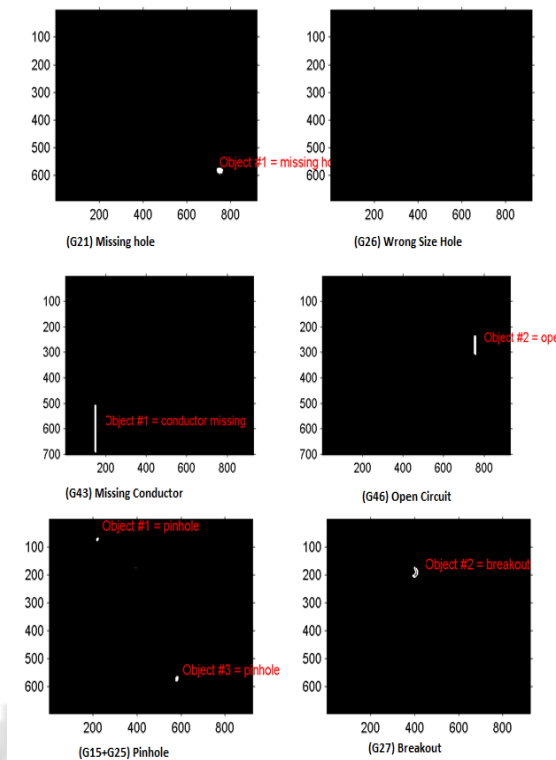 100
200
300
400
500
600
Object #1 = missing ho
200 400 600 800
(G21) Missing hole
100
200
300
400
500
600
200 400 600 800
(G26) Wrong Size Hole
100
200
300
400
500
600
700
Object #1 = conductor missing
200 400 600 800
(G43) Missing Conductor
100
200
300
400
500
600
700
Object #2 = ope
200 400 600 800
(G46) Open Circuit
Object #1 = pinhole
100
200
300
400
500
600
Object #3 = pinhole
200 400 600 800
(G15+G25) Pinhole
100
200
300
400
500
600
Object #2 = breakout
200 400 600 800
(G27) Breakout